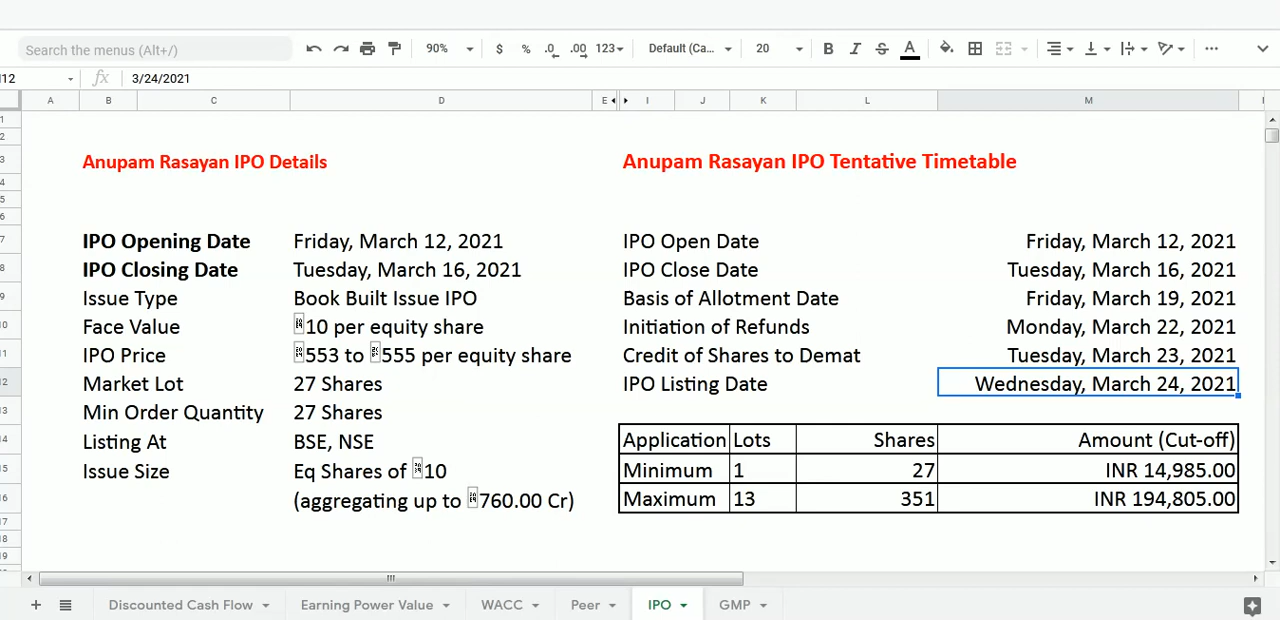 Search the menus (Alt+/) 90% $ % .0 .00 123 Default (Ca... 20 B I S A ...
I12 fx 3/24/2021
A B C D E I J K L M
Anupam Rasayan IPO Details
IPO Opening Date Friday, March 12, 2021
IPO Closing Date Tuesday, March 16, 2021
Issue Type Book Built Issue IPO
Face Value 10 per equity share
IPO Price 553 to 555 per equity share
Market Lot 27 Shares
Min Order Quantity 27 Shares
Listing At BSE, NSE
Issue Size Eq Shares of 10
(aggregating up to 760.00 Cr)
Anupam Rasayan IPO Tentative Timetable
IPO Open Date Friday, March 12, 2021
IPO Close Date Tuesday, March 16, 2021
Basis of Allotment Date Friday, March 19, 2021
Initiation of Refunds Monday, March 22, 2021
Credit of Shares to Demat Tuesday, March 23, 2021
IPO Listing Date Wednesday, March 24, 2021
Application Lots Shares Amount (Cut-off)
Minimum 1 27 INR 14,985.00
Maximum 13 351 INR 194,805.00
Discounted Cash Flow Earning Power Value WACC Peer IPO GMP